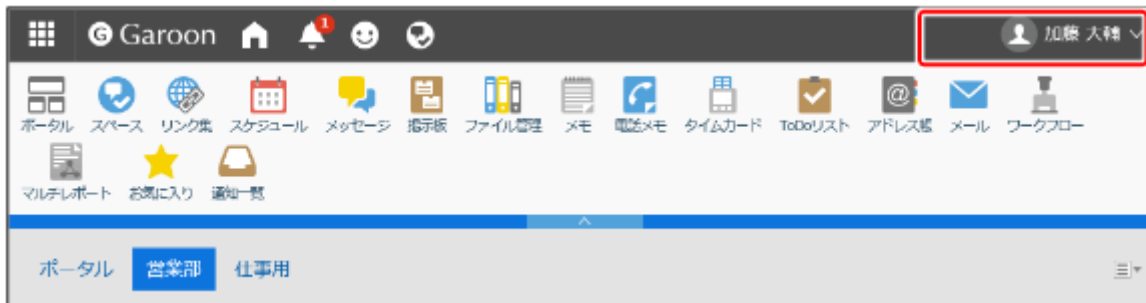 Garoon 1 加藤 大輔
ポータル スペース リンク集 スケジュール メッセージ 掲示板 ファイル管理 メモ 電話メモ タイムカード ToDoリスト アドレス帳 メール ワークフロー
マルチレポート お気に入り 通知一覧
ポータル 営業部 仕事用